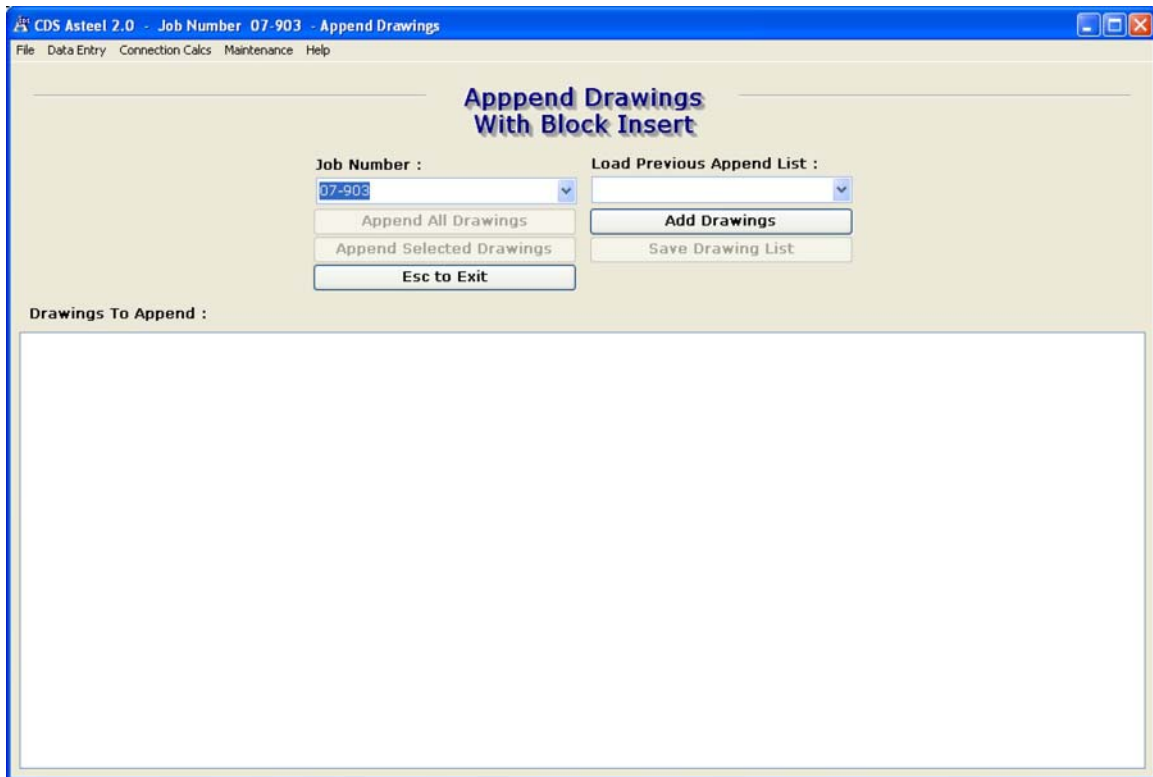 CDS Asteel 2.0 - Job Number 07-903 - Append Drawings
File Data Entry Connection Calcs Maintenance Help
Apppend Drawings
With Block Insert
Job Number : Load Previous Append List :
07-903
Append All Drawings Add Drawings
Append Selected Drawings Save Drawing List
Esc to Exit
Drawings To Append :